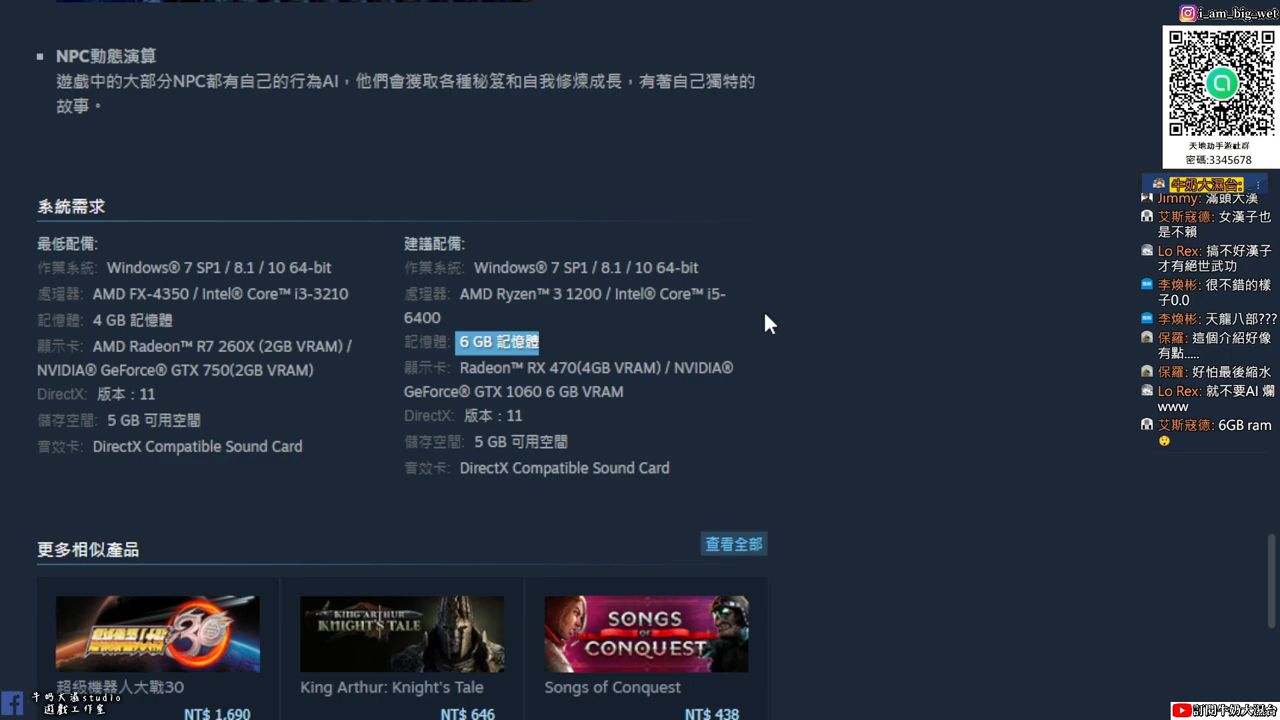 NPC動態演算
遊戲中的大部分NPC都有自己的行為AI，他們會獲取各種秘笈和自我修煉成長，有著自己獨特的
故事。
系統需求
最低配備:
作業系統: Windows® 7 SP1 / 8.1 / 10 64-bit
處理器: AMD FX-4350 / Intel® Core™ i3-3210
記憶體: 4 GB 記憶體
顯示卡: AMD Radeon™ R7 260X (2GB VRAM) /
NVIDIA® GeForce® GTX 750(2GB VRAM)
DirectX: 版本：11
儲存空間: 5 GB 可用空間
音效卡: DirectX Compatible Sound Card
建議配備:
作業系統: Windows® 7 SP1 / 8.1 / 10 64-bit
處理器: AMD Ryzen™ 3 1200 / Intel® Core™ i5-
6400
記憶體: 6 GB 記憶體
顯示卡: Radeon™ RX 470(4GB VRAM) / NVIDIA®
GeForce® GTX 1060 6 GB VRAM
DirectX: 版本：11
儲存空間: 5 GB 可用空間
音效卡: DirectX Compatible Sound Card
更多相似產品
查看全部
超級機器人大戰30
NT$ 1,690
KING ARTHUR
KNIGHT'S TALE
King Arthur: Knight's Tale
NT$ 646
SONGS
OF
CONQUEST
Songs of Conquest
NT$ 438
i_am_big_wet
天地劫手遊社群
密碼:3345678
牛奶大濕台:
Jimmy: 滿頭大漢
艾斯寇德: 女漢子也
是不賴
Lo Rex: 搞不好漢子
才有絕世武功
李煥彬: 很不錯的樣
子0.0
李煥彬: 天龍八部???
保羅: 這個介紹好像
有點.....
保羅: 好怕最後縮水
Lo Rex: 就不要AI 爛
www
艾斯寇德: 6GB ram
牛奶大濕studio
遊戲工作室
訂閱牛奶大濕台